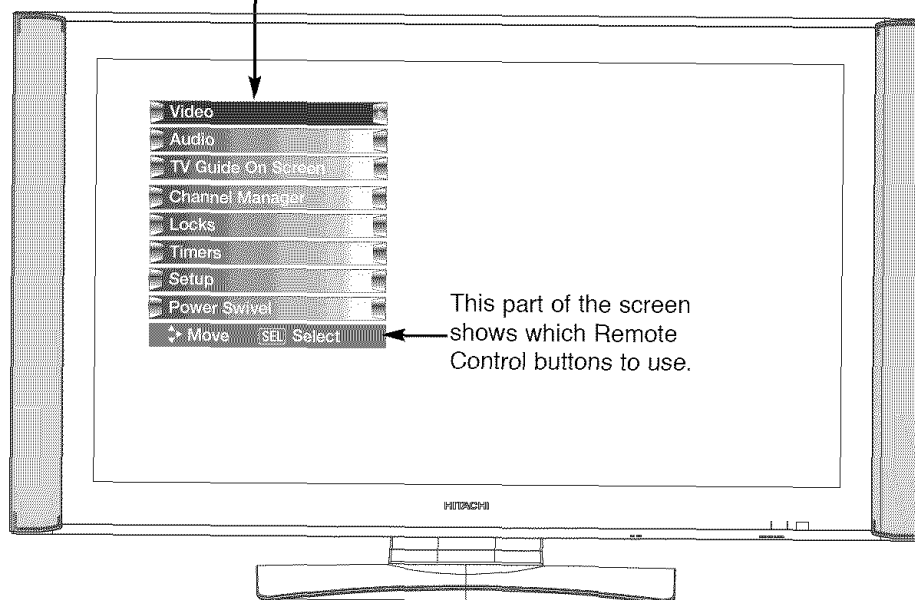 Video
Audio
TV Guide On Screen
Channel Manager
Locks
Timers
Setup
Power Swivel
Move SEL Select
This part of the screen
shows which Remote
Control buttons to use.
HITACHI